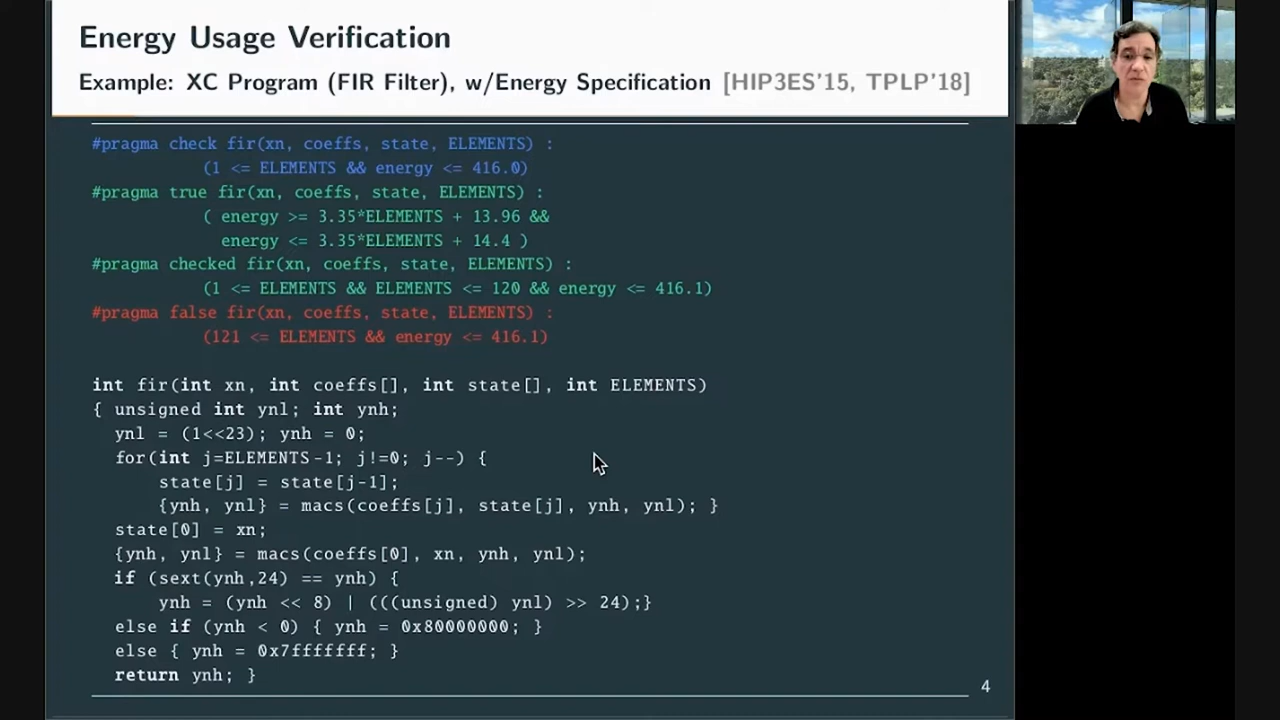 Energy Usage Verification
Example: XC Program (FIR Filter), w/Energy Specification [HIP3ES'15, TPLP'18]
#pragma check fir(xn, coeffs, state, ELEMENTS) :
(1 <= ELEMENTS && energy <= 416.0)
#pragma true fir(xn, coeffs, state, ELEMENTS) :
( energy >= 3.35*ELEMENTS + 13.96 &&
energy <= 3.35*ELEMENTS + 14.4 )
#pragma checked fir(xn, coeffs, state, ELEMENTS) :
(1 <= ELEMENTS && ELEMENTS <= 120 && energy <= 416.1)
#pragma false fir(xn, coeffs, state, ELEMENTS) :
(121 <= ELEMENTS && energy <= 416.1)
int fir(int xn, int coeffs[], int state[], int ELEMENTS)
{ unsigned int ynl; int ynh;
ynl = (1<<23); ynh = 0;
for(int j=ELEMENTS-1; j!=0; j--) {
state[j] = state[j-1];
{ynh, ynl} = macs(coeffs[j], state[j], ynh, ynl); }
state[0] = xn;
{ynh, ynl} = macs(coeffs[0], xn, ynh, ynl);
if (sext(ynh,24) == ynh) {
ynh = (ynh << 8) | (((unsigned) ynl) >> 24);}
else if (ynh < 0) { ynh = 0x80000000; }
else { ynh = 0x7fffffff; }
return ynh; }
4